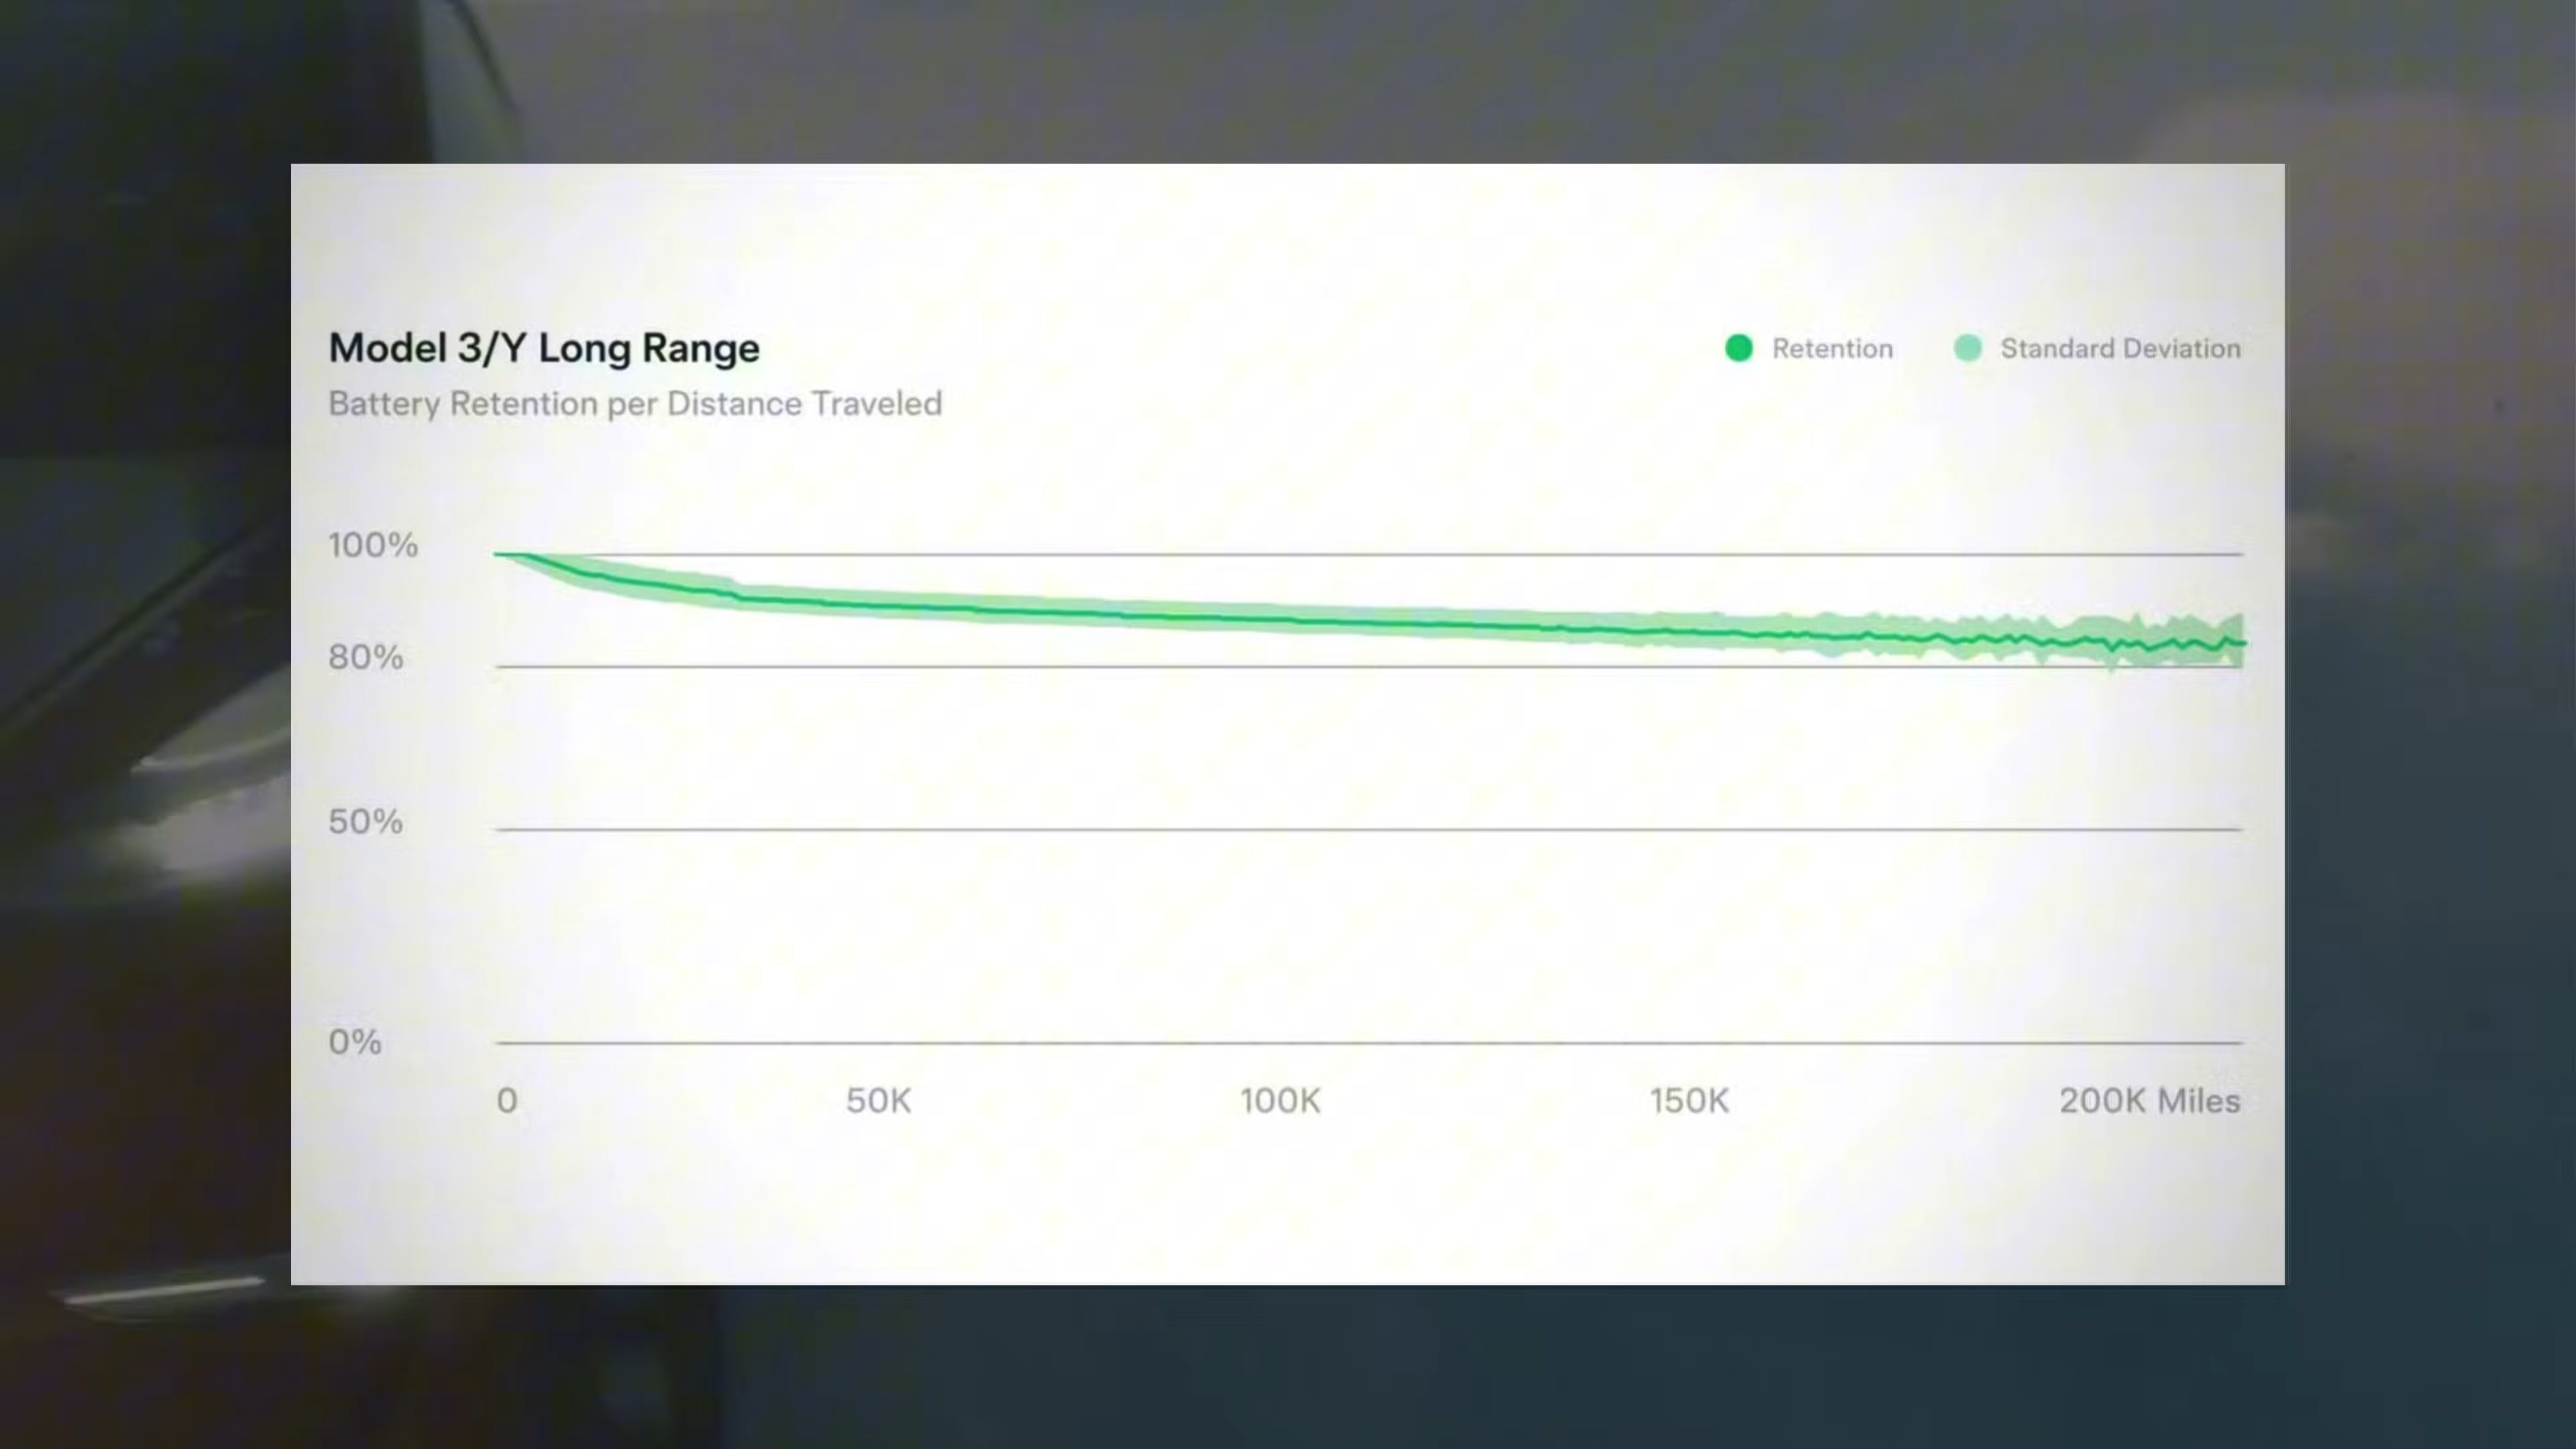 Model 3/Y Long Range
Battery Retention per Distance Traveled
Retention
Standard Deviation
100%
80%
50%
0%
0 50K 100K 150K 200K Miles